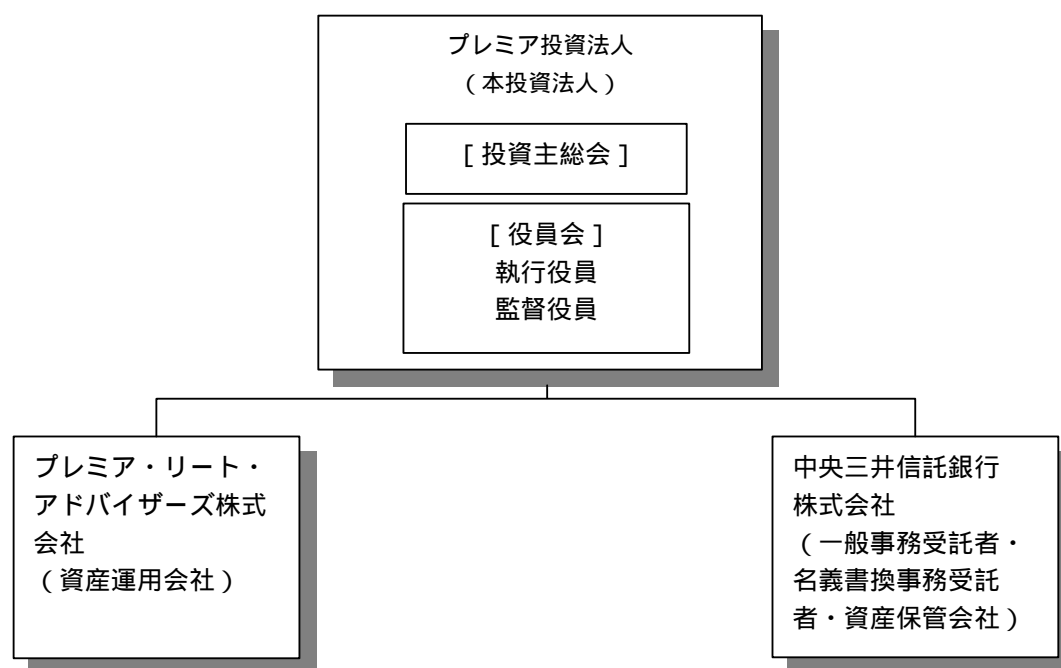 プレミア投資法人
（本投資法人）
［投資主総会］
［役員会］
執行役員
監督役員
プレミア・リート・
アドバイザーズ株式
会社
（資産運用会社）
中央三井信託銀行
株式会社
（一般事務受託者・
名義書換事務受託
者・資産保管会社）